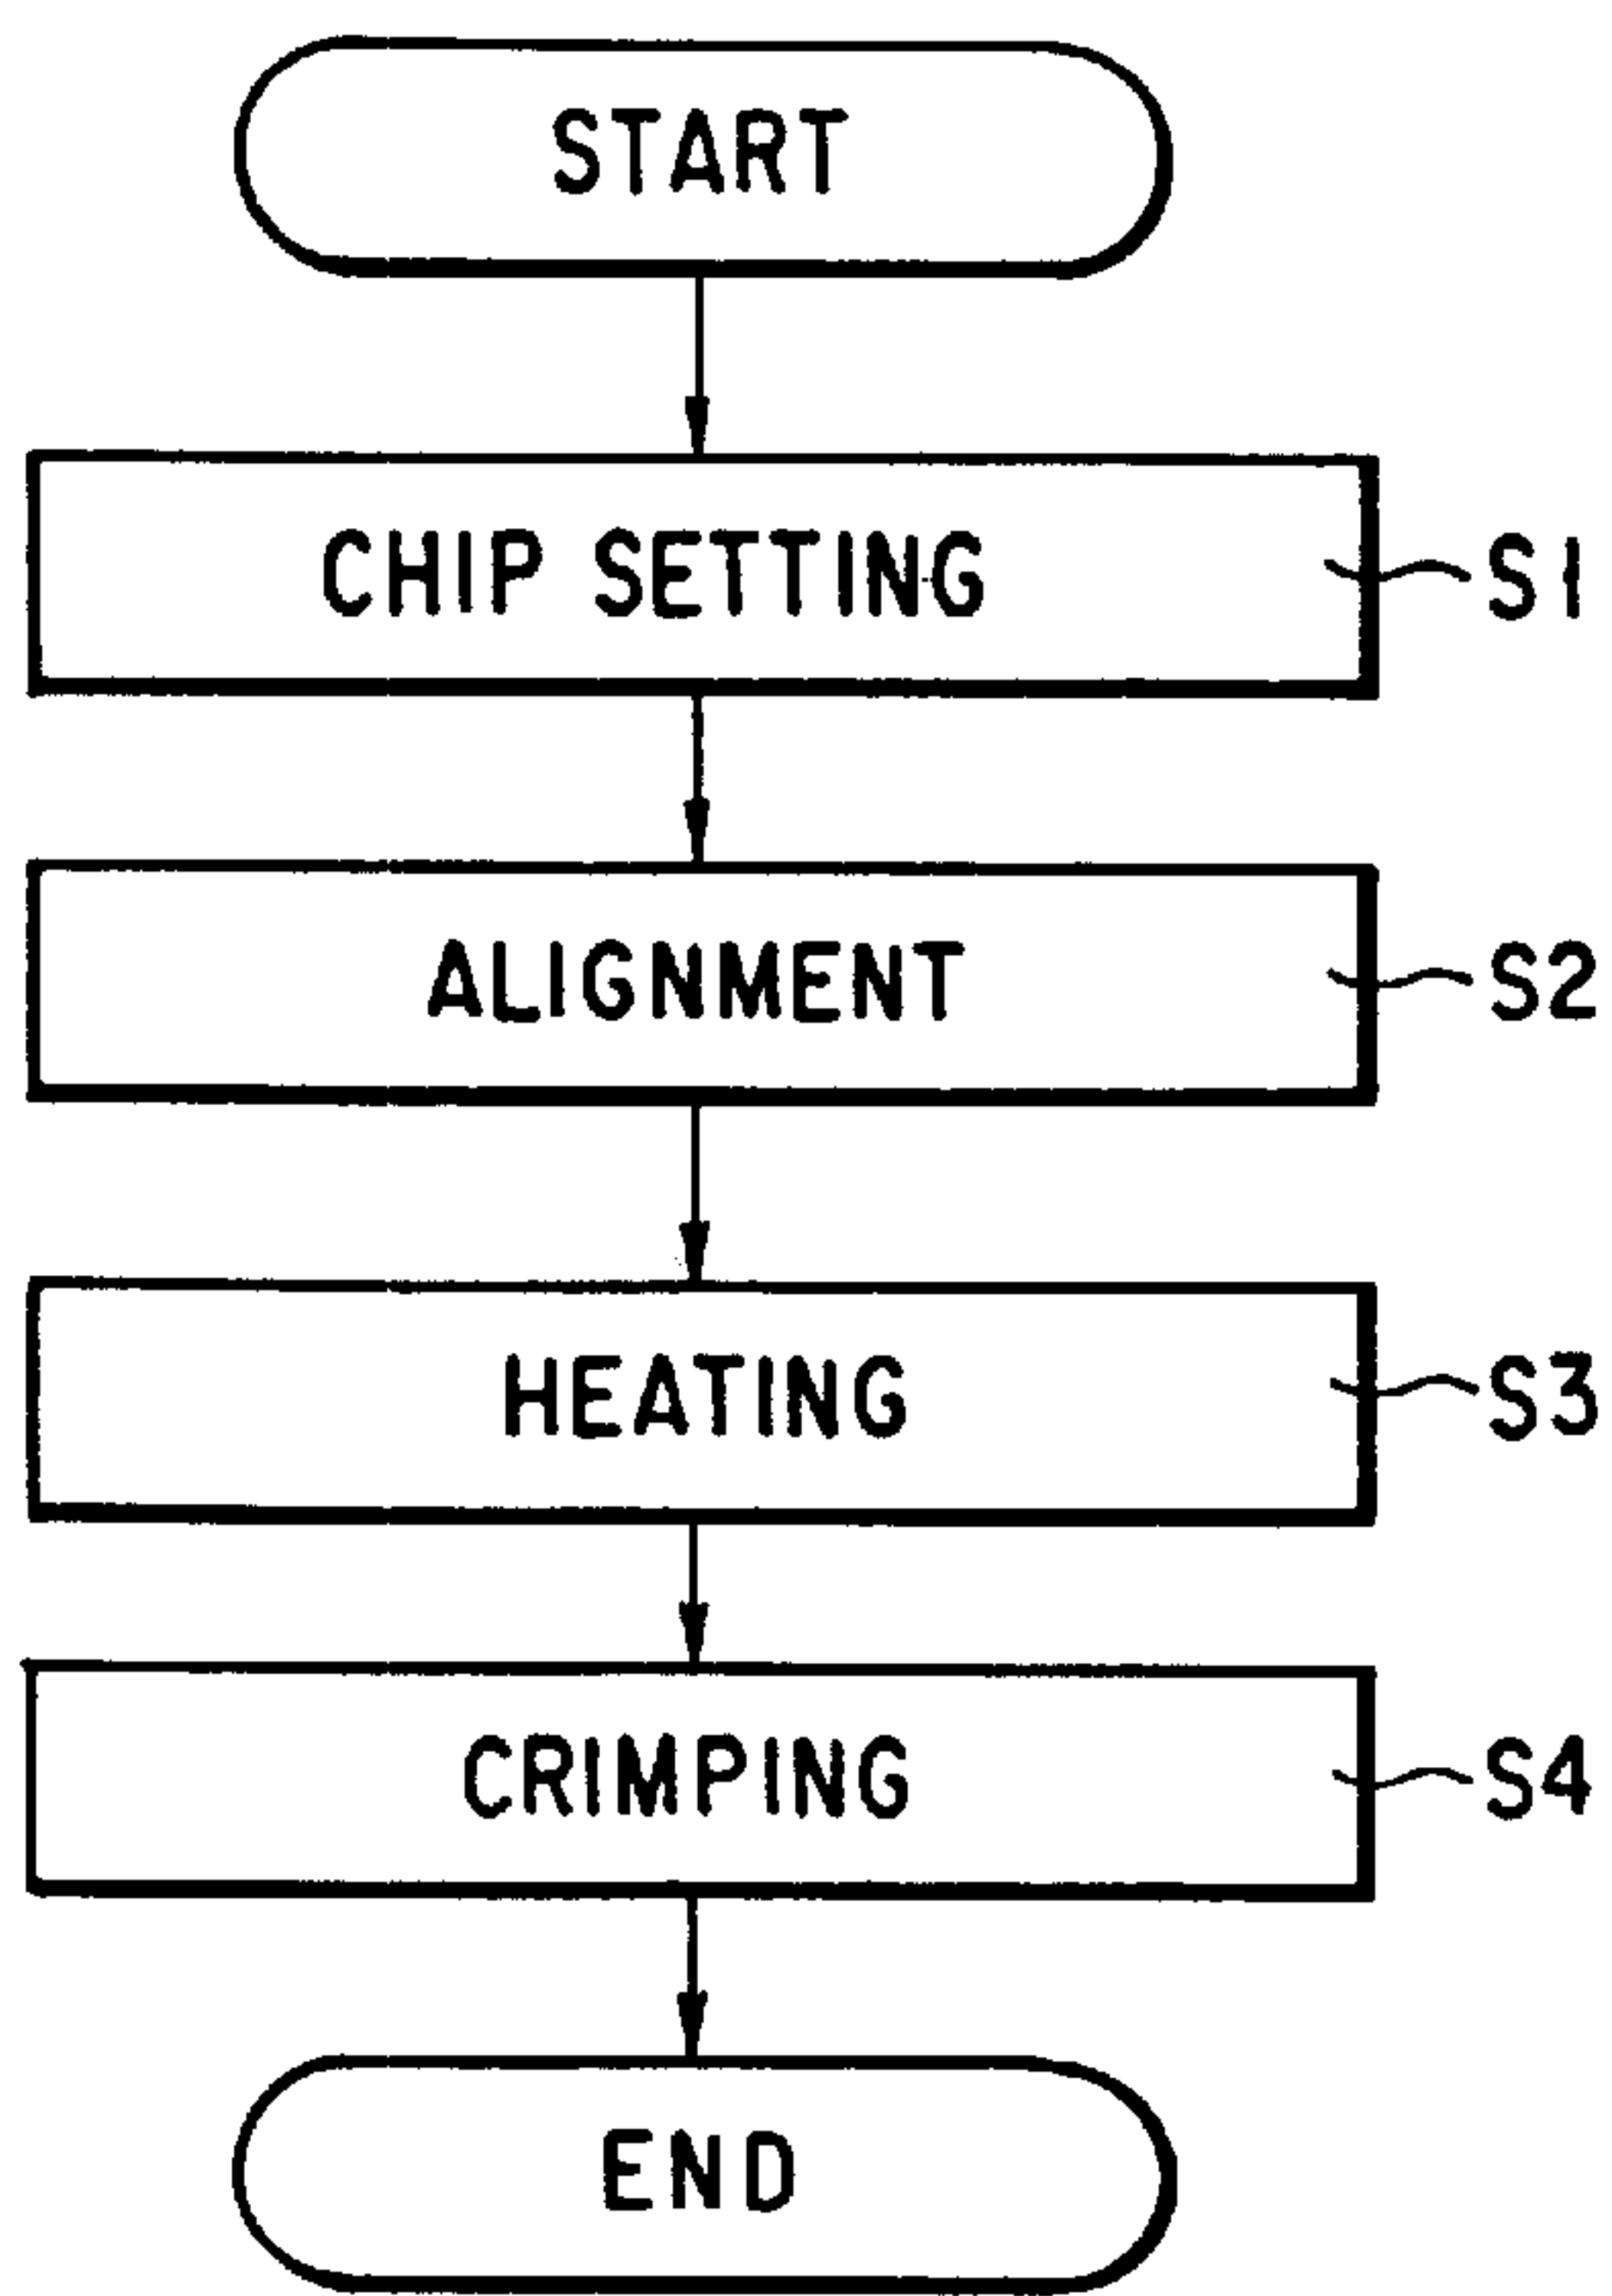 START
CHIP SETTING S1
ALIGNMENT S2
HEATING S3
CRIMPING S4
END